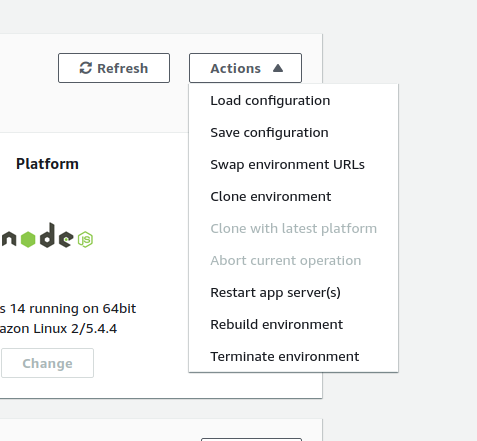 Refresh
Actions
Load configuration
Save configuration
Swap environment URLs
Clone environment
Clone with latest platform
Abort current operation
Restart app server(s)
Rebuild environment
Terminate environment
Platform
node
JS
s 14 running on 64bit
azon Linux 2/5.4.4
Change